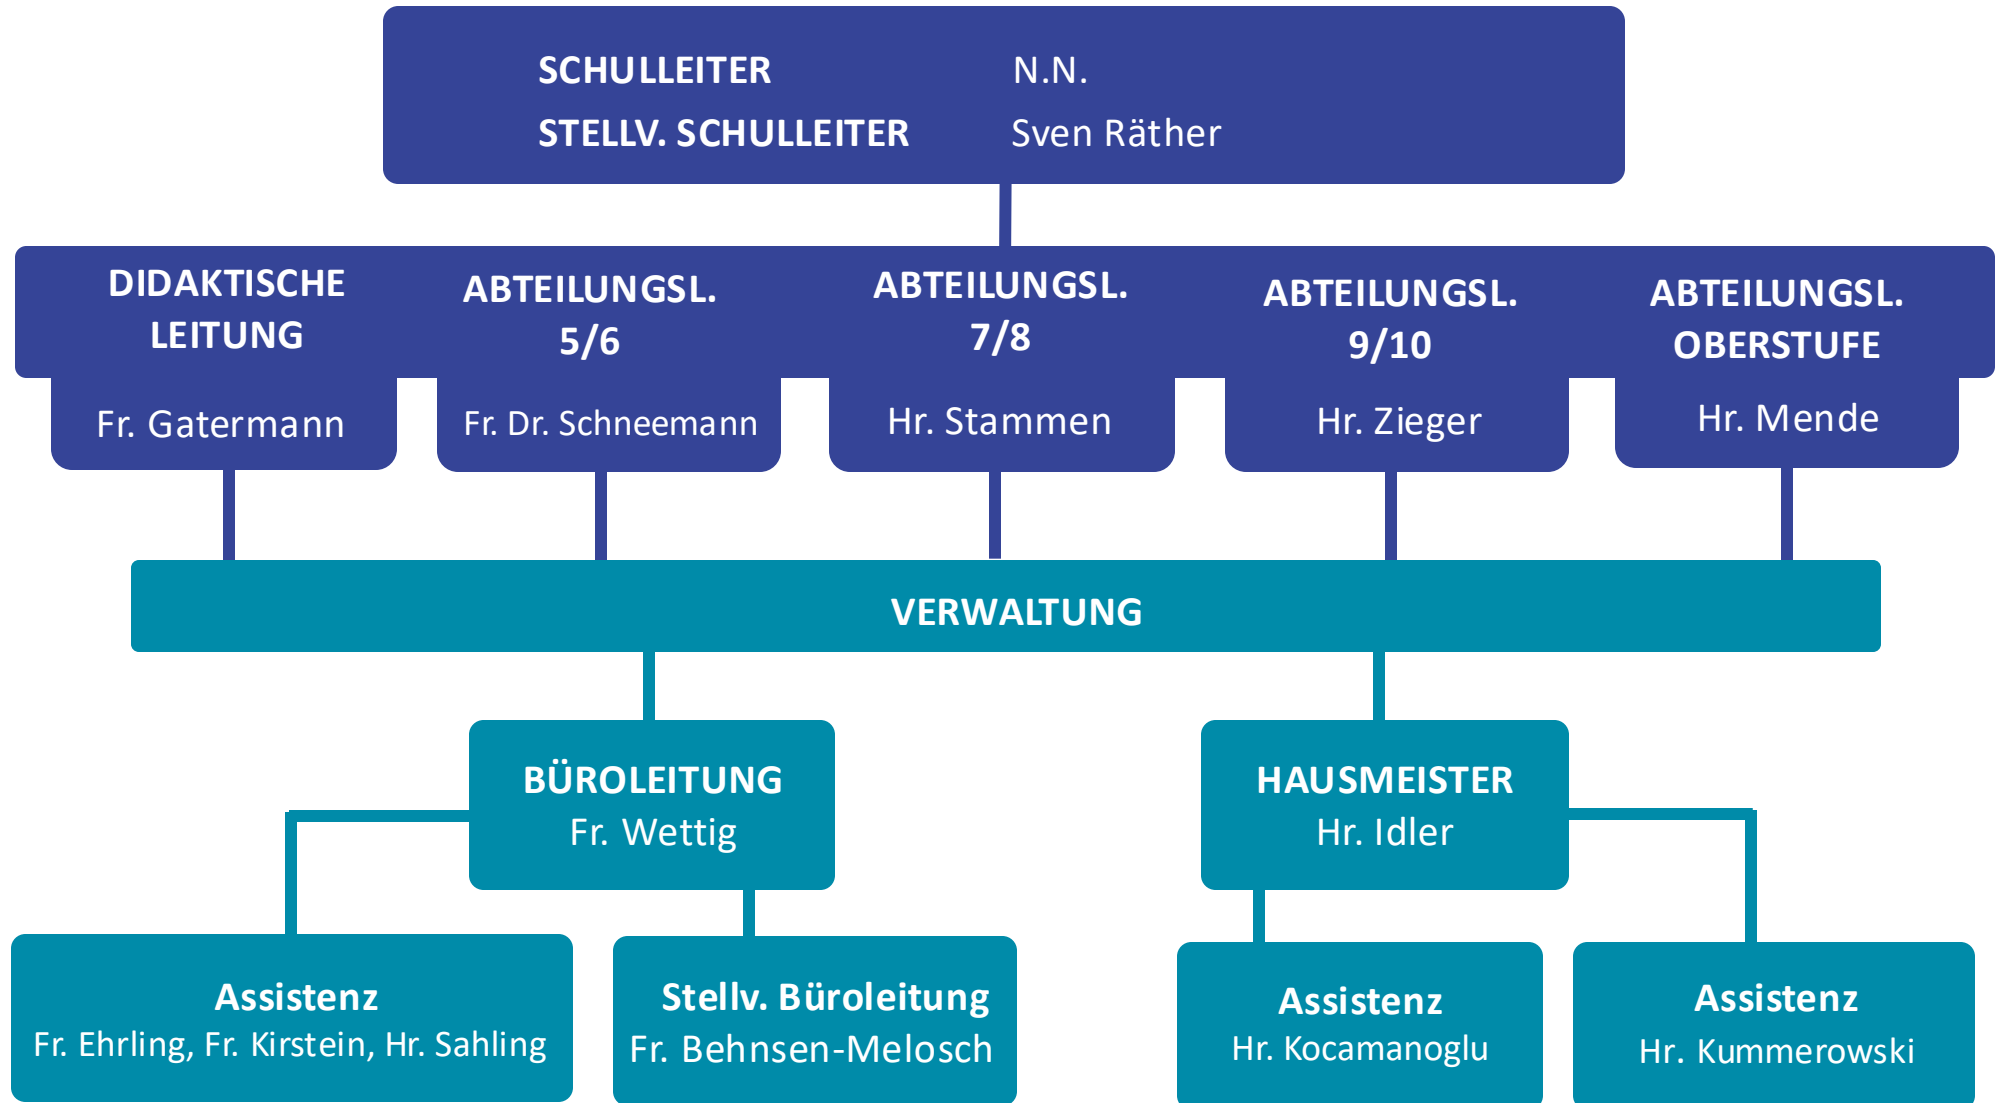 SCHULLEITER N.N.
STELLV. SCHULLEITER Sven Räther
DIDAKTISCHE
LEITUNG
Fr. Gatermann
ABTEILUNGSL.
5/6
Fr. Dr. Schneemann
ABTEILUNGSL.
7/8
Hr. Stammen
ABTEILUNGSL.
9/10
Hr. Zieger
ABTEILUNGSL.
OBERSTUFE
Hr. Mende
VERWALTUNG
BÜROLEITUNG
Fr. Wettig
HAUSMEISTER
Hr. Idler
Assistenz
Fr. Ehrling, Fr. Kirstein, Hr. Sahling
Stellv. Büroleitung
Fr. Behnsen-Melosch
Assistenz
Hr. Kocamanoglu
Assistenz
Hr. Kummerowski